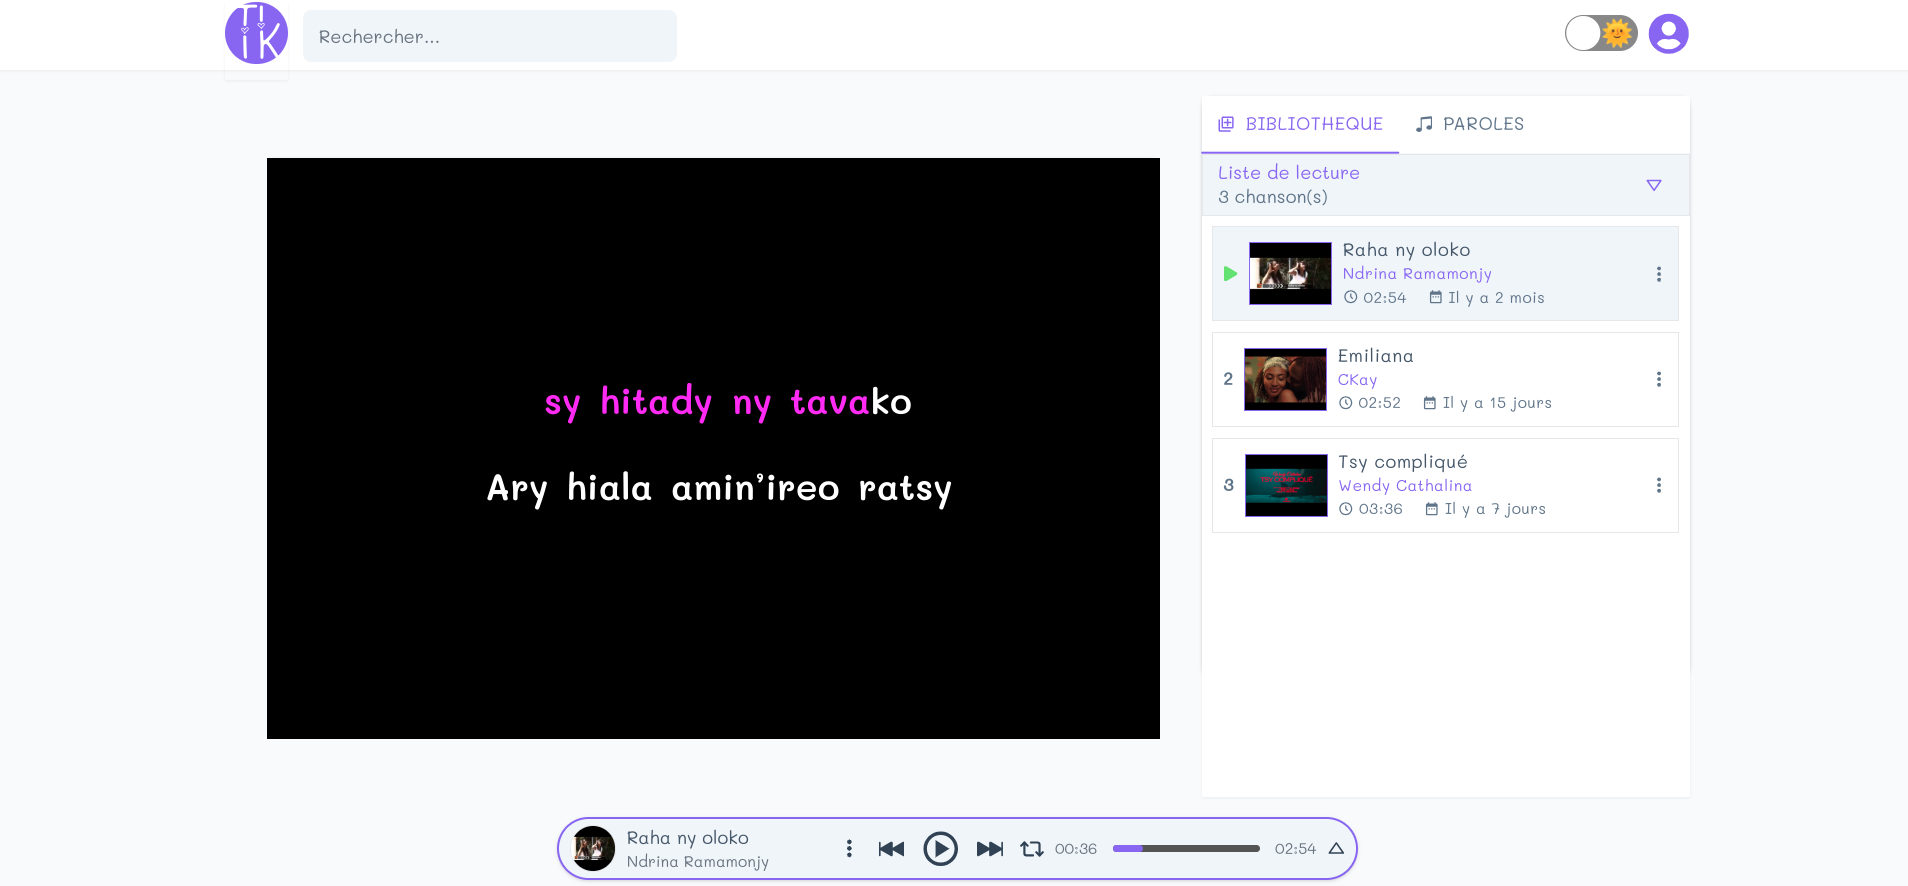 TiiK
Rechercher...
BIBLIOTHEQUE
PAROLES
Liste de lecture
3 chanson(s)
Raha ny oloko
Ndrina Ramamonjy
02:54 Il y a 2 mois
2
Emiliana
CKay
02:52 Il y a 15 jours
3
Tsy compliqué
Wendy Cathalina
03:36 Il y a 7 jours
sy hitady ny tavako
Ary hiala amin’ireo ratsy
Raha ny oloko
Ndrina Ramamonjy
00:36
02:54